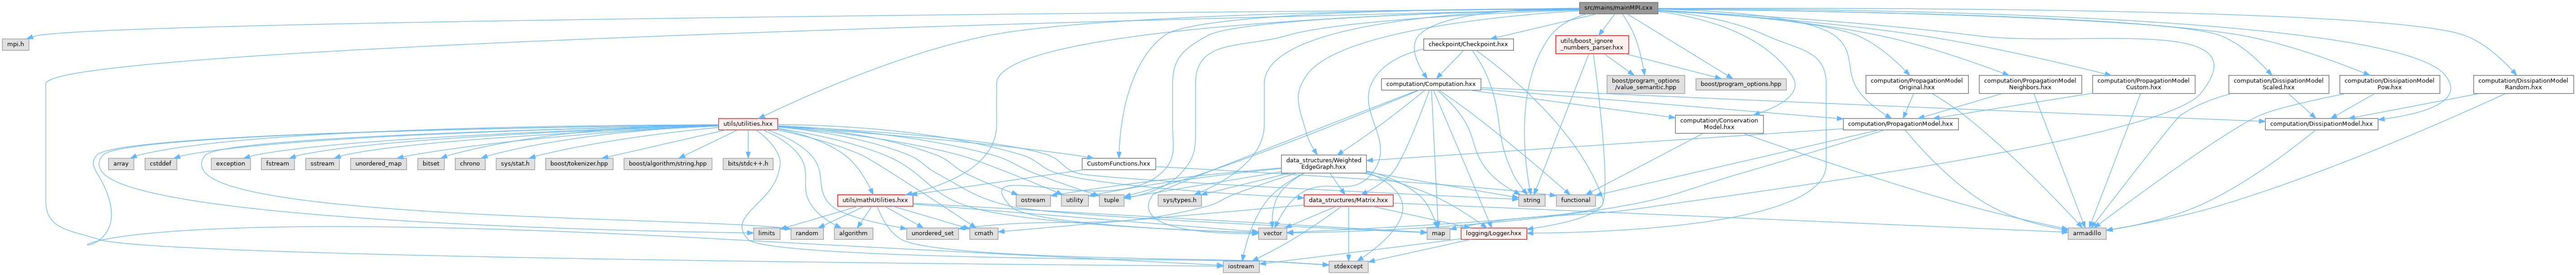 src/mains/mainMPI.cxx
mpi.h
checkpoint/Checkpoint.hxx
utils/boost_ignore
_numbers_parser.hxx
computation/Computation.hxx
boost/program_options
/value_semantic.hpp
boost/program_options.hpp
computation/PropagationModel
Original.hxx
computation/PropagationModel
Neighbors.hxx
computation/PropagationModel
Custom.hxx
computation/DissipationModel
Scaled.hxx
computation/DissipationModel
Pow.hxx
computation/DissipationModel
Random.hxx
utils/utilities.hxx
computation/Conservation
Model.hxx
computation/PropagationModel.hxx
computation/DissipationModel.hxx
array
cstddef
exception
fstream
sstream
unordered_map
bitset
chrono
sys/stat.h
boost/tokenizer.hpp
boost/algorithm/string.hpp
bits/stdc++.h
CustomFunctions.hxx
data_structures/Weighted
EdgeGraph.hxx
utils/mathUtilities.hxx
ostream
utility
tuple
sys/types.h
data_structures/Matrix.hxx
string
functional
limits
random
algorithm
unordered_set
cmath
vector
map
logging/Logger.hxx
armadillo
iostream
stdexcept